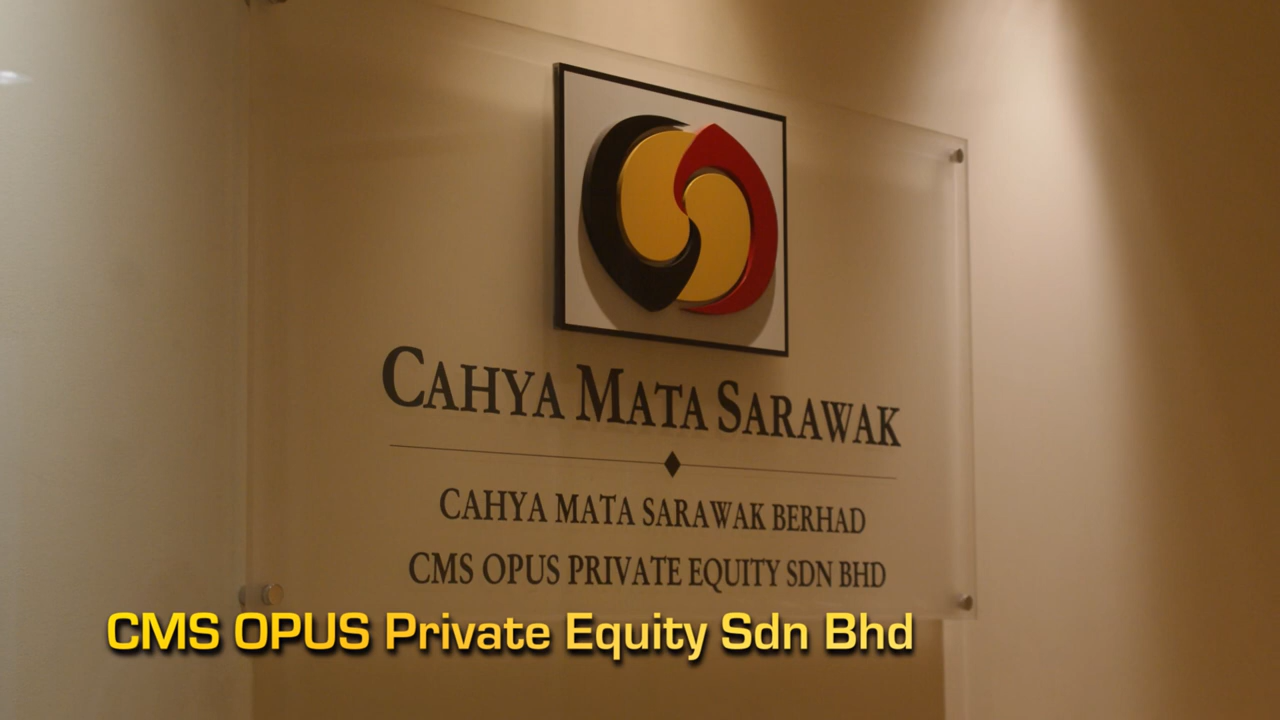 CAHYA MATA SARAWAK
CAHYA MATA SARAWAK BERHAD
CMS OPUS PRIVATE EQUITY SDN BHD
CMS OPUS Private Equity Sdn Bhd